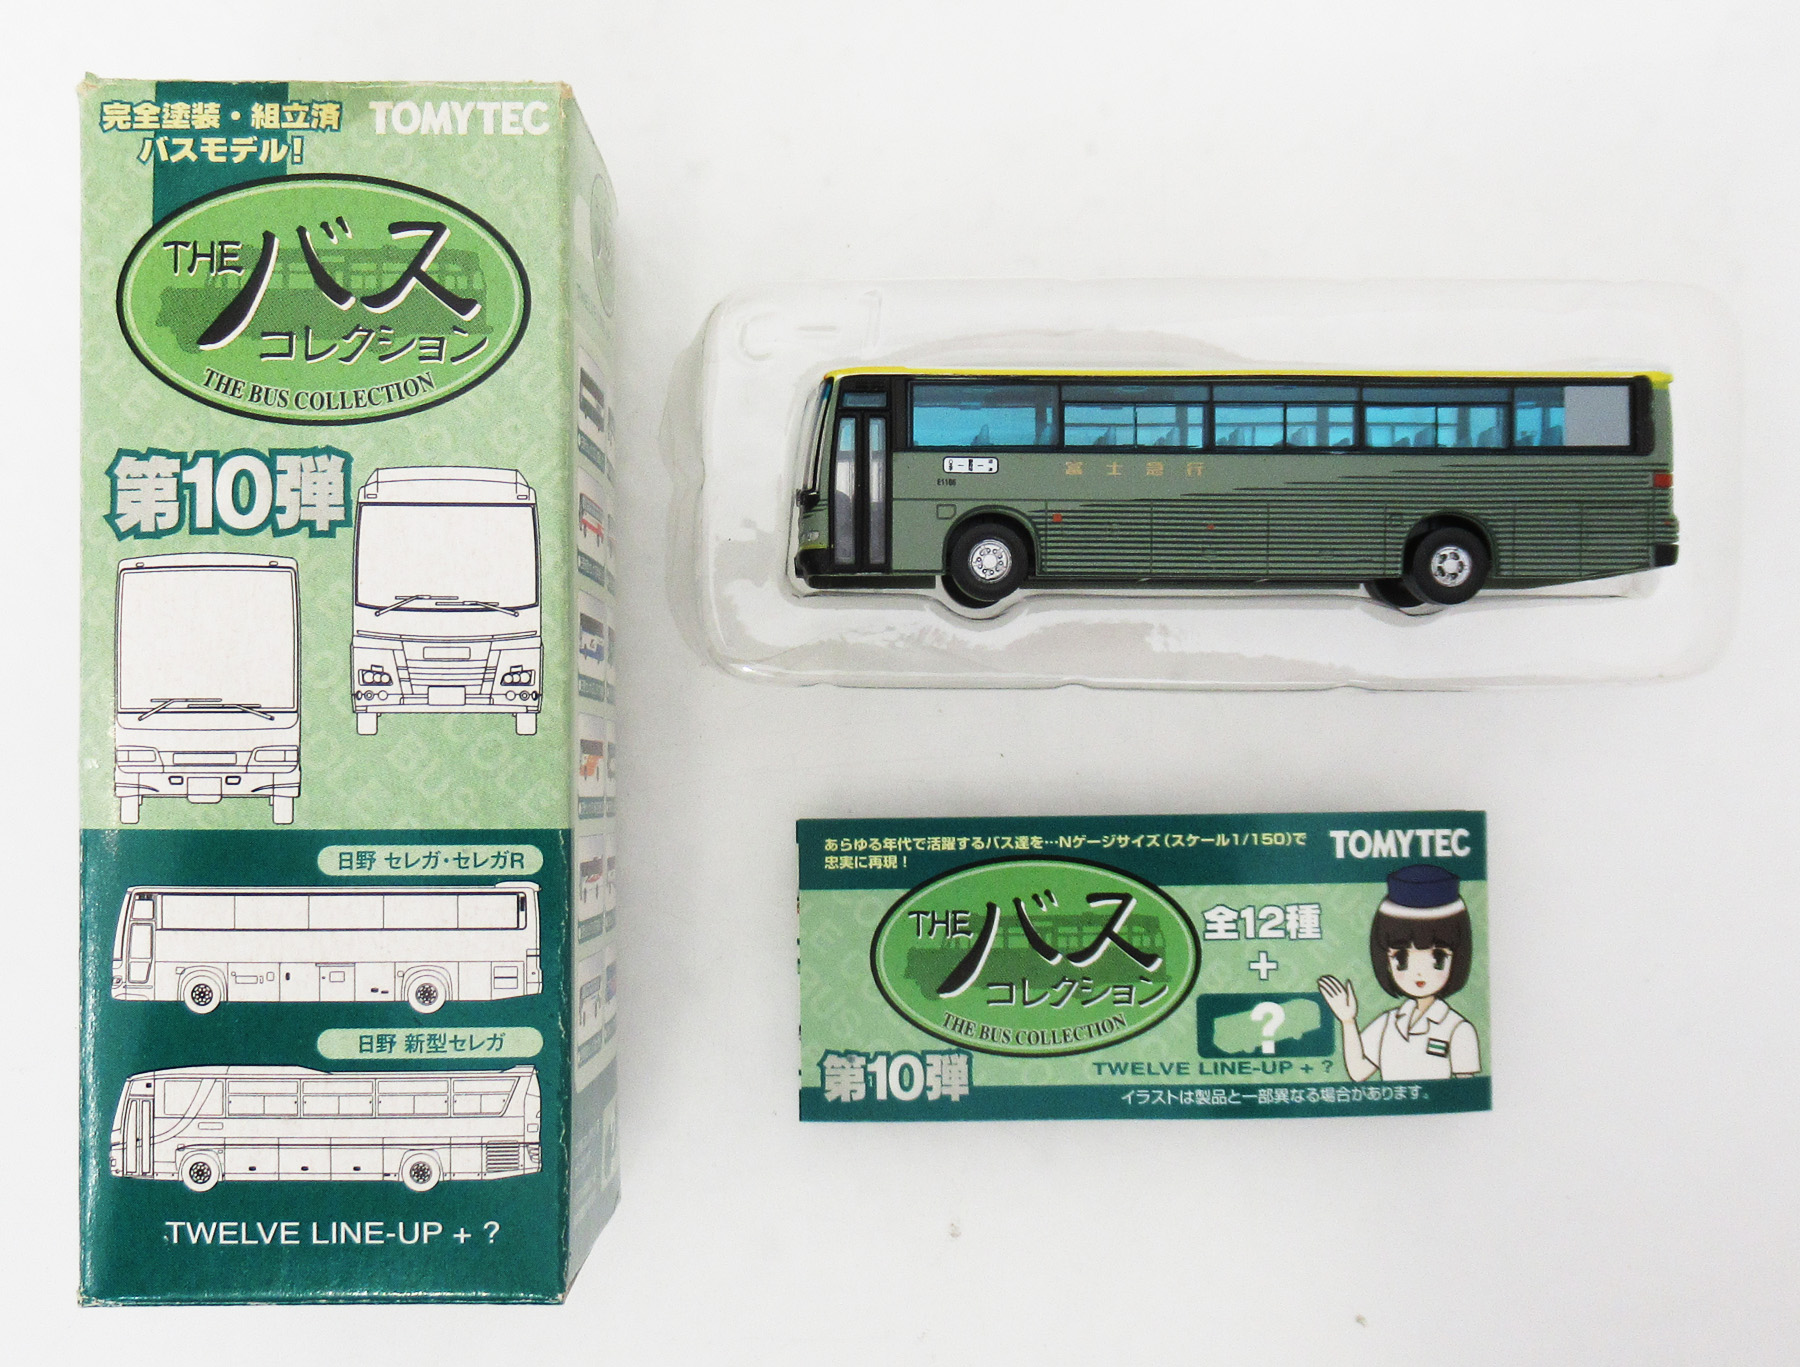 完全塗装・組立済
バスモデル!
TOMYTEC
THE バス
コレクション
THE BUS COLLECTION
第10弾
日野 セレガ・セレガR
日野 新型セレガ
TWELVE LINE-UP + ?
C-1
富士急行
E1106
あらゆる年代で活躍するバス達を…Nゲージサイズ(スケール1/150)で
忠実に再現!
TOMYTEC
THE バス
コレクション
THE BUS COLLECTION
全12種
+
?
第10弾
TWELVE LINE-UP + ?
イラストは製品と一部異なる場合があります。